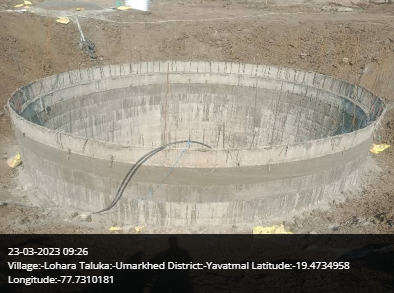 23-03-2023 09:26
Village:-Lohara Taluka:-Umarkhed District:-Yavatmal Latitude:-19.4734958
Longitude:-77.7310181